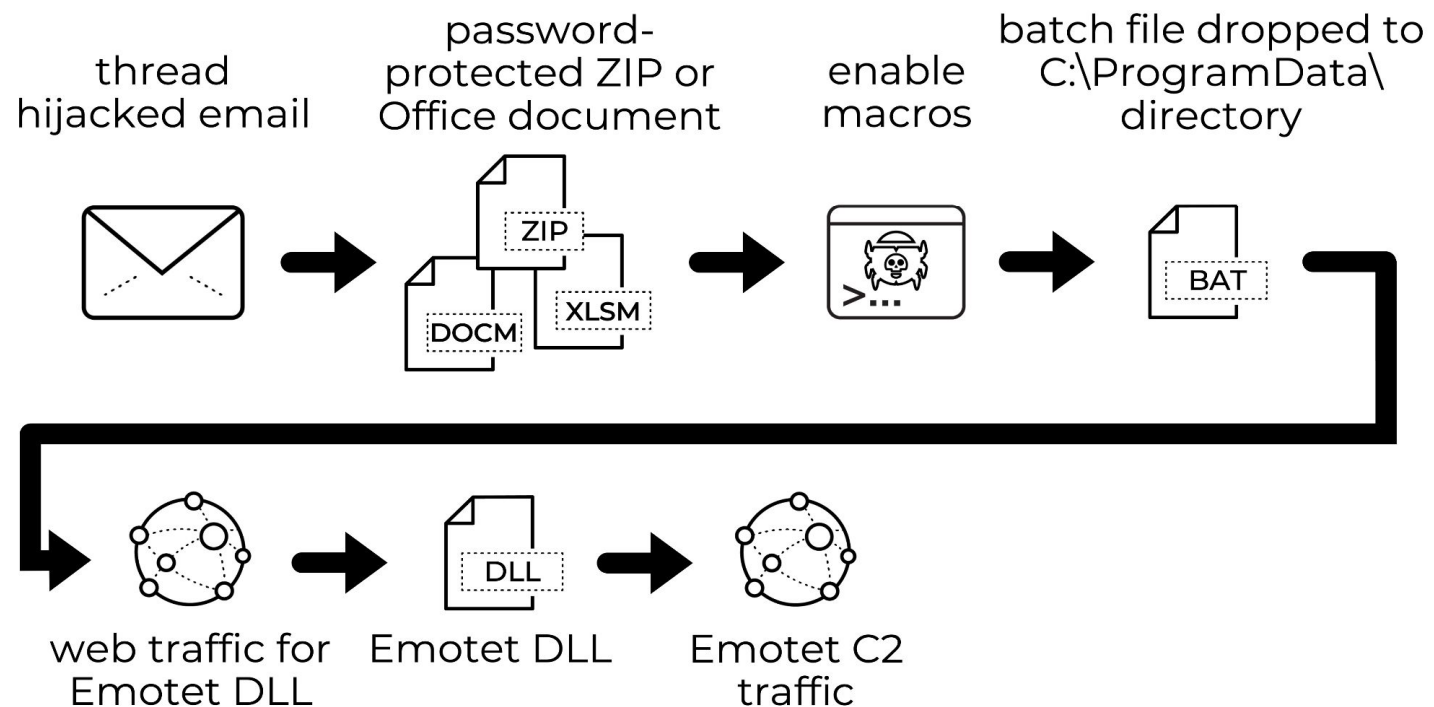 thread
hijacked email
password-
protected ZIP or
Office document
enable
macros
batch file dropped to
C:\ProgramData\
directory
ZIP
DOCM
XLSM
>...
BAT
DLL
web traffic for
Emotet DLL
Emotet DLL
Emotet C2
traffic